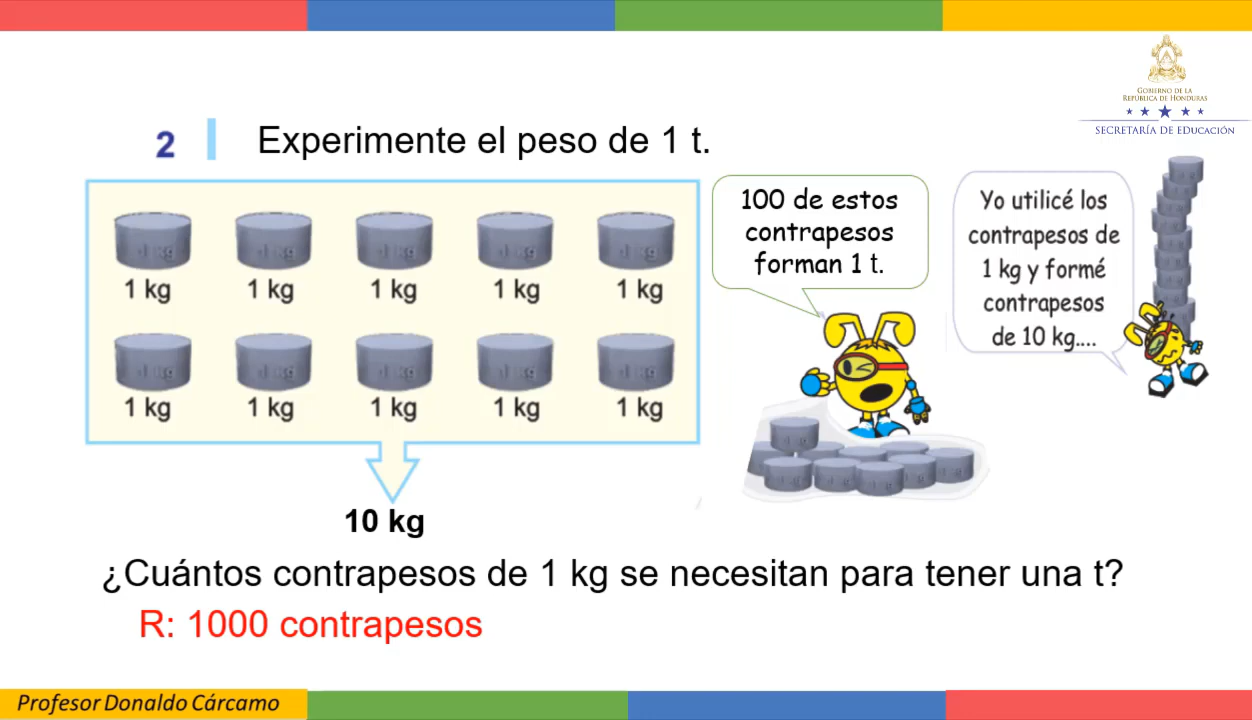 GOBIERNO DE LA
REPÚBLICA DE HONDURAS
SECRETARÍA DE EDUCACIÓN
2 Experimente el peso de 1 t.
1 kg 1 kg 1 kg 1 kg 1 kg
1 kg 1 kg 1 kg 1 kg 1 kg
10 kg
100 de estos
contrapesos
forman 1 t.
Yo utilicé los
contrapesos de
1 kg y formé
contrapesos
de 10 kg....
¿Cuántos contrapesos de 1 kg se necesitan para tener una t?
R: 1000 contrapesos
Profesor Donaldo Cárcamo